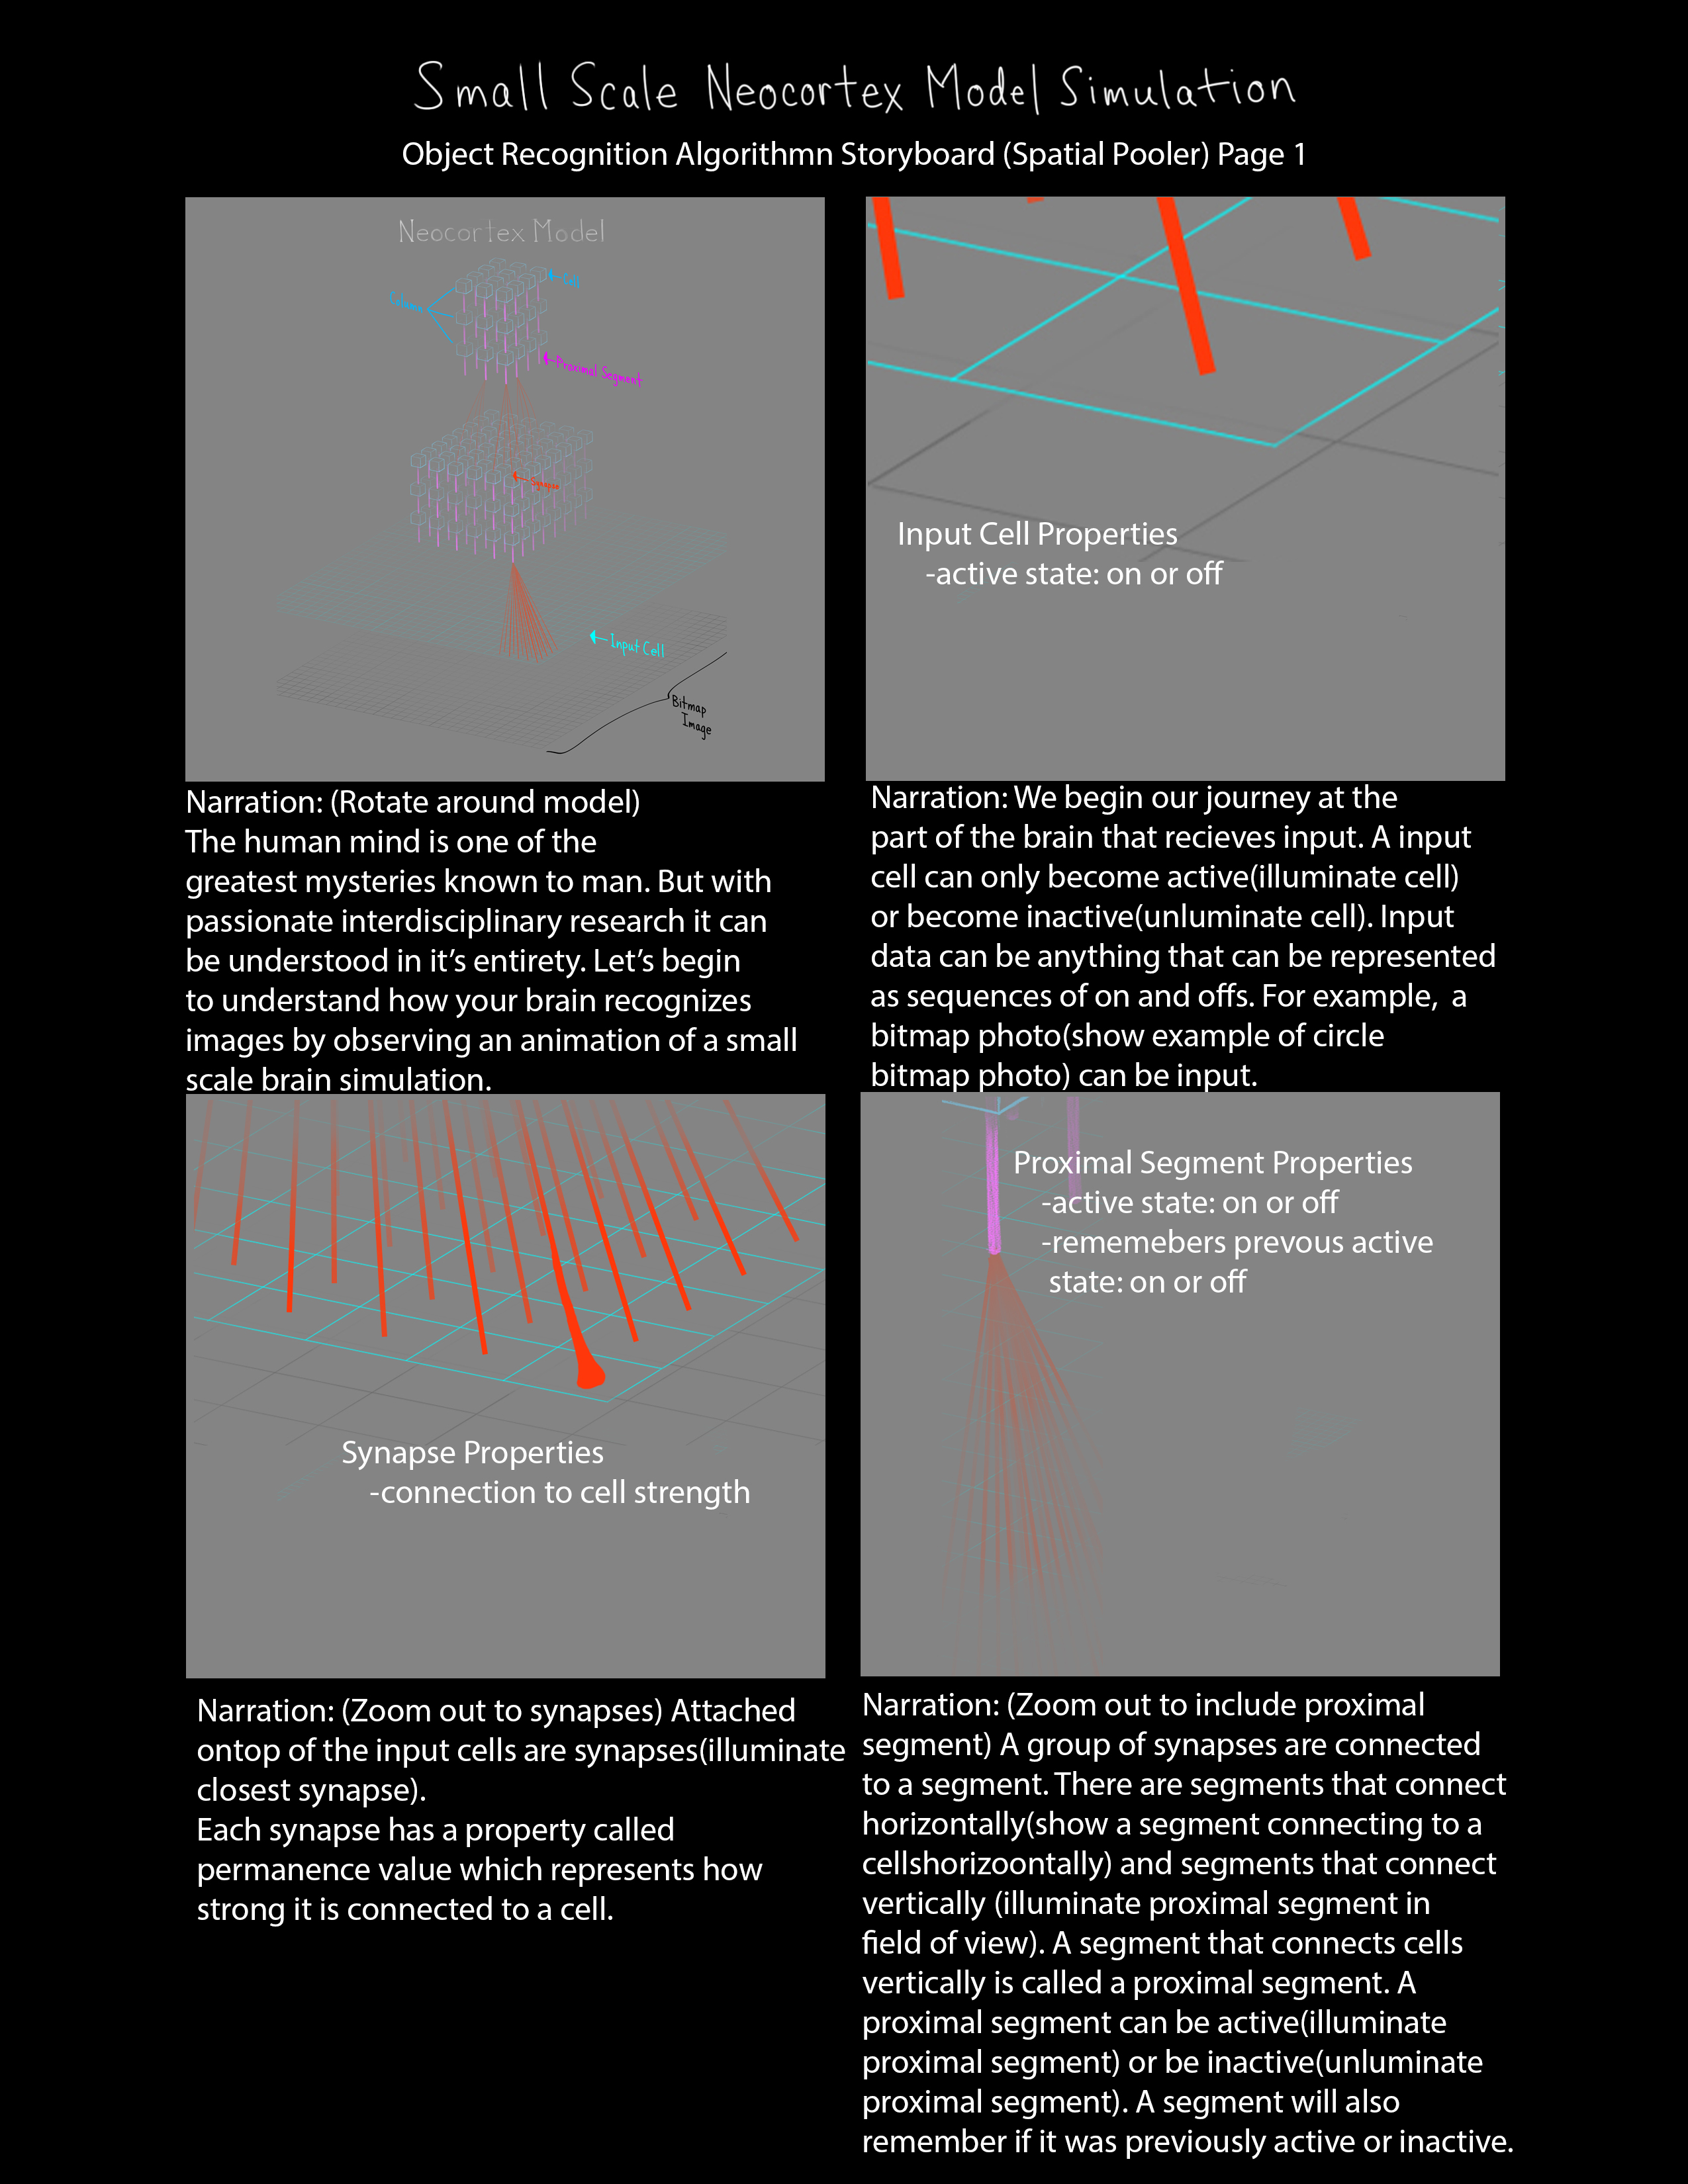 Small Scale Neocortex Model Simulation
Object Recognition Algorithmn Storyboard (Spatial Pooler) Page 1
Neocortex Model
Cell
Column
Proximal Segment
Synapse
Input Cell
Bitmap
Image
Narration: (Rotate around model)
The human mind is one of the
greatest mysteries known to man. But with
passionate interdisciplinary research it can
be understood in it’s entirety. Let’s begin
to understand how your brain recognizes
images by observing an animation of a small
scale brain simulation.
Input Cell Properties
-active state: on or off
Narration: We begin our journey at the
part of the brain that recieves input. A input
cell can only become active(illuminate cell)
or become inactive(unluminate cell). Input
data can be anything that can be represented
as sequences of on and offs. For example,  a
bitmap photo(show example of circle
bitmap photo) can be input.
Synapse Properties
-connection to cell strength
Narration: (Zoom out to synapses) Attached
ontop of the input cells are synapses(illuminate
closest synapse).
Each synapse has a property called
permanence value which represents how
strong it is connected to a cell.
Proximal Segment Properties
-active state: on or off
-rememebers prevous active
state: on or off
Narration: (Zoom out to include proximal
segment) A group of synapses are connected
to a segment. There are segments that connect
horizontally(show a segment connecting to a
cellshorizoontally) and segments that connect
vertically (illuminate proximal segment in
field of view). A segment that connects cells
vertically is called a proximal segment. A
proximal segment can be active(illuminate
proximal segment) or be inactive(unluminate
proximal segment). A segment will also
remember if it was previously active or inactive.